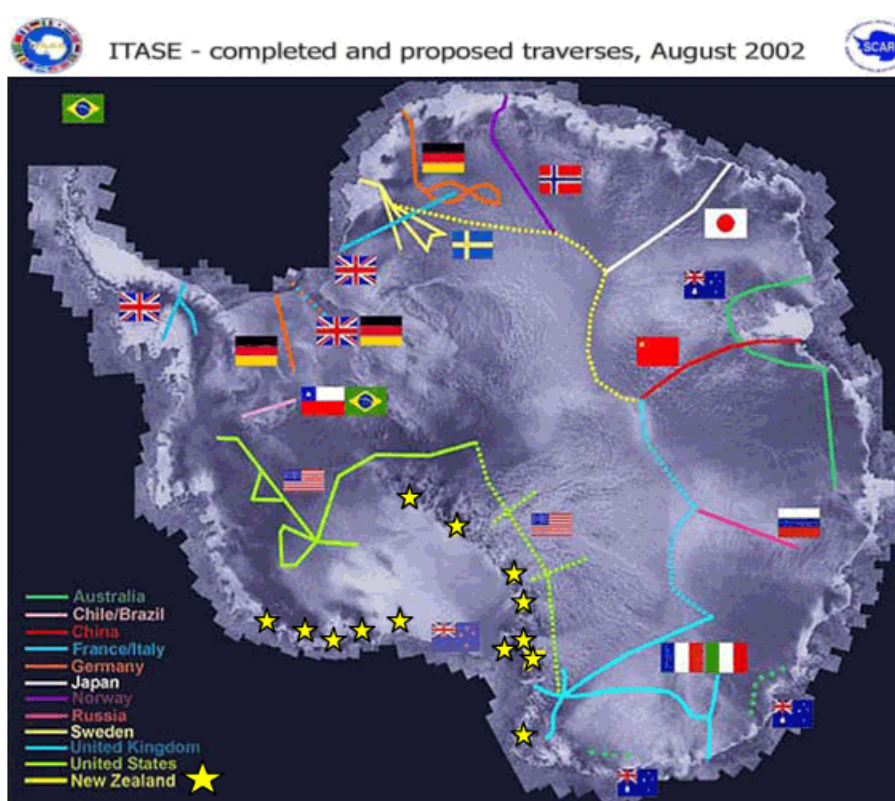 ITASE - completed and proposed traverses, August 2002
SCAR
Australia
Chile/Brazil
China
France/Italy
Germany
Japan
Norway
Russia
Sweden
United Kingdom
United States
New Zealand